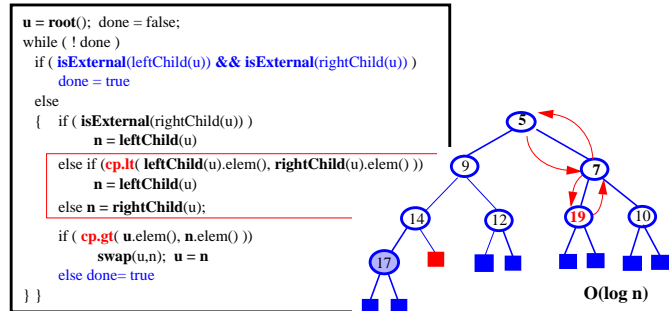 u = root(); done = false;
while ( ! done )
if ( isExternal(leftChild(u)) && isExternal(rightChild(u)) )
done = true
else
{ if ( isExternal(rightChild(u)) )
n = leftChild(u)
else if (cp.lt( leftChild(u).elem(), rightChild(u).elem() ))
n = leftChild(u)
else n = rightChild(u);
if ( cp.gt( u.elem(), n.elem() ))
swap(u,n); u = n
else done= true
} }
5
9
7
14
12
19
10
17
O(log n)